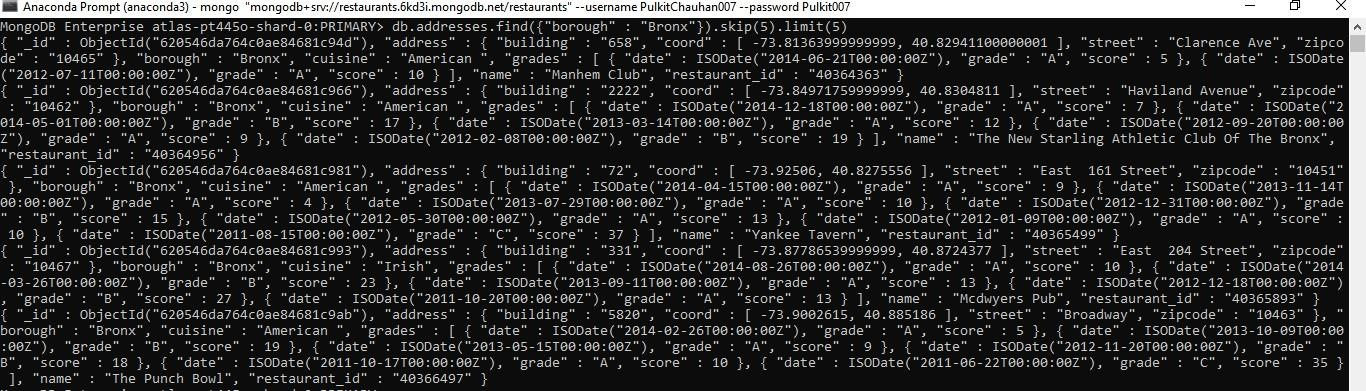 Anaconda Prompt (anaconda3) - mongo "mongodb+srv://restaurants.6kd3i.mongodb.net/restaurants" --username PulkitChauhan007 --password Pulkit007
MongoDB Enterprise atlas-pt445o-shard-0:PRIMARY> db.addresses.find({"borough" : "Bronx"}).skip(5).limit(5)
{ "_id" : ObjectId("620546da764c0ae84681c94d"), "address" : { "building" : "658", "coord" : [ -73.81363999999999, 40.82941100000001 ], "street" : "Clarence Ave", "zipco
de" : "10465" }, "borough" : "Bronx", "cuisine" : "American ", "grades" : [ { "date" : ISODate("2014-06-21T00:00:00Z"), "grade" : "A", "score" : 5 }, { "date" : ISODate
("2012-07-11T00:00:00Z"), "grade" : "A", "score" : 10 } ], "name" : "Manhem Club", "restaurant_id" : "40364363" }
{ "_id" : ObjectId("620546da764c0ae84681c966"), "address" : { "building" : "2222", "coord" : [ -73.84971759999999, 40.8304811 ], "street" : "Haviland Avenue", "zipcode"
 : "10462" }, "borough" : "Bronx", "cuisine" : "American ", "grades" : [ { "date" : ISODate("2014-12-18T00:00:00Z"), "grade" : "A", "score" : 7 }, { "date" : ISODate("2
014-05-01T00:00:00Z"), "grade" : "B", "score" : 17 }, { "date" : ISODate("2013-03-14T00:00:00Z"), "grade" : "A", "score" : 12 }, { "date" : ISODate("2012-09-20T00:00:00
Z"), "grade" : "A", "score" : 9 }, { "date" : ISODate("2012-02-08T00:00:00Z"), "grade" : "B", "score" : 19 } ], "name" : "The New Starling Athletic Club Of The Bronx",
"restaurant_id" : "40364956" }
{ "_id" : ObjectId("620546da764c0ae84681c981"), "address" : { "building" : "72", "coord" : [ -73.92506, 40.8275556 ], "street" : "East  161 Street", "zipcode" : "10451"
 }, "borough" : "Bronx", "cuisine" : "American ", "grades" : [ { "date" : ISODate("2014-04-15T00:00:00Z"), "grade" : "A", "score" : 9 }, { "date" : ISODate("2013-11-14T
00:00:00Z"), "grade" : "A", "score" : 4 }, { "date" : ISODate("2013-07-29T00:00:00Z"), "grade" : "A", "score" : 10 }, { "date" : ISODate("2012-12-31T00:00:00Z"), "grade
" : "B", "score" : 15 }, { "date" : ISODate("2012-05-30T00:00:00Z"), "grade" : "A", "score" : 13 }, { "date" : ISODate("2012-01-09T00:00:00Z"), "grade" : "A", "score" :
 10 }, { "date" : ISODate("2011-08-15T00:00:00Z"), "grade" : "C", "score" : 37 } ], "name" : "Yankee Tavern", "restaurant_id" : "40365499" }
{ "_id" : ObjectId("620546da764c0ae84681c993"), "address" : { "building" : "331", "coord" : [ -73.87786539999999, 40.8724377 ], "street" : "East  204 Street", "zipcode"
 : "10467" }, "borough" : "Bronx", "cuisine" : "Irish", "grades" : [ { "date" : ISODate("2014-08-26T00:00:00Z"), "grade" : "A", "score" : 10 }, { "date" : ISODate("2014
-03-26T00:00:00Z"), "grade" : "B", "score" : 23 }, { "date" : ISODate("2013-09-11T00:00:00Z"), "grade" : "A", "score" : 13 }, { "date" : ISODate("2012-12-18T00:00:00Z")
, "grade" : "B", "score" : 27 }, { "date" : ISODate("2011-10-20T00:00:00Z"), "grade" : "A", "score" : 13 } ], "name" : "Mcdwyers Pub", "restaurant_id" : "40365893" }
{ "_id" : ObjectId("620546da764c0ae84681c9ab"), "address" : { "building" : "5820", "coord" : [ -73.9002615, 40.885186 ], "street" : "Broadway", "zipcode" : "10463" }, "
borough" : "Bronx", "cuisine" : "American ", "grades" : [ { "date" : ISODate("2014-02-26T00:00:00Z"), "grade" : "A", "score" : 5 }, { "date" : ISODate("2013-10-09T00:00
:00Z"), "grade" : "B", "score" : 19 }, { "date" : ISODate("2013-05-15T00:00:00Z"), "grade" : "A", "score" : 9 }, { "date" : ISODate("2012-11-20T00:00:00Z"), "grade" : "
B", "score" : 18 }, { "date" : ISODate("2011-10-17T00:00:00Z"), "grade" : "A", "score" : 10 }, { "date" : ISODate("2011-06-22T00:00:00Z"), "grade" : "C", "score" : 35 }
 ], "name" : "The Punch Bowl", "restaurant_id" : "40366497" }